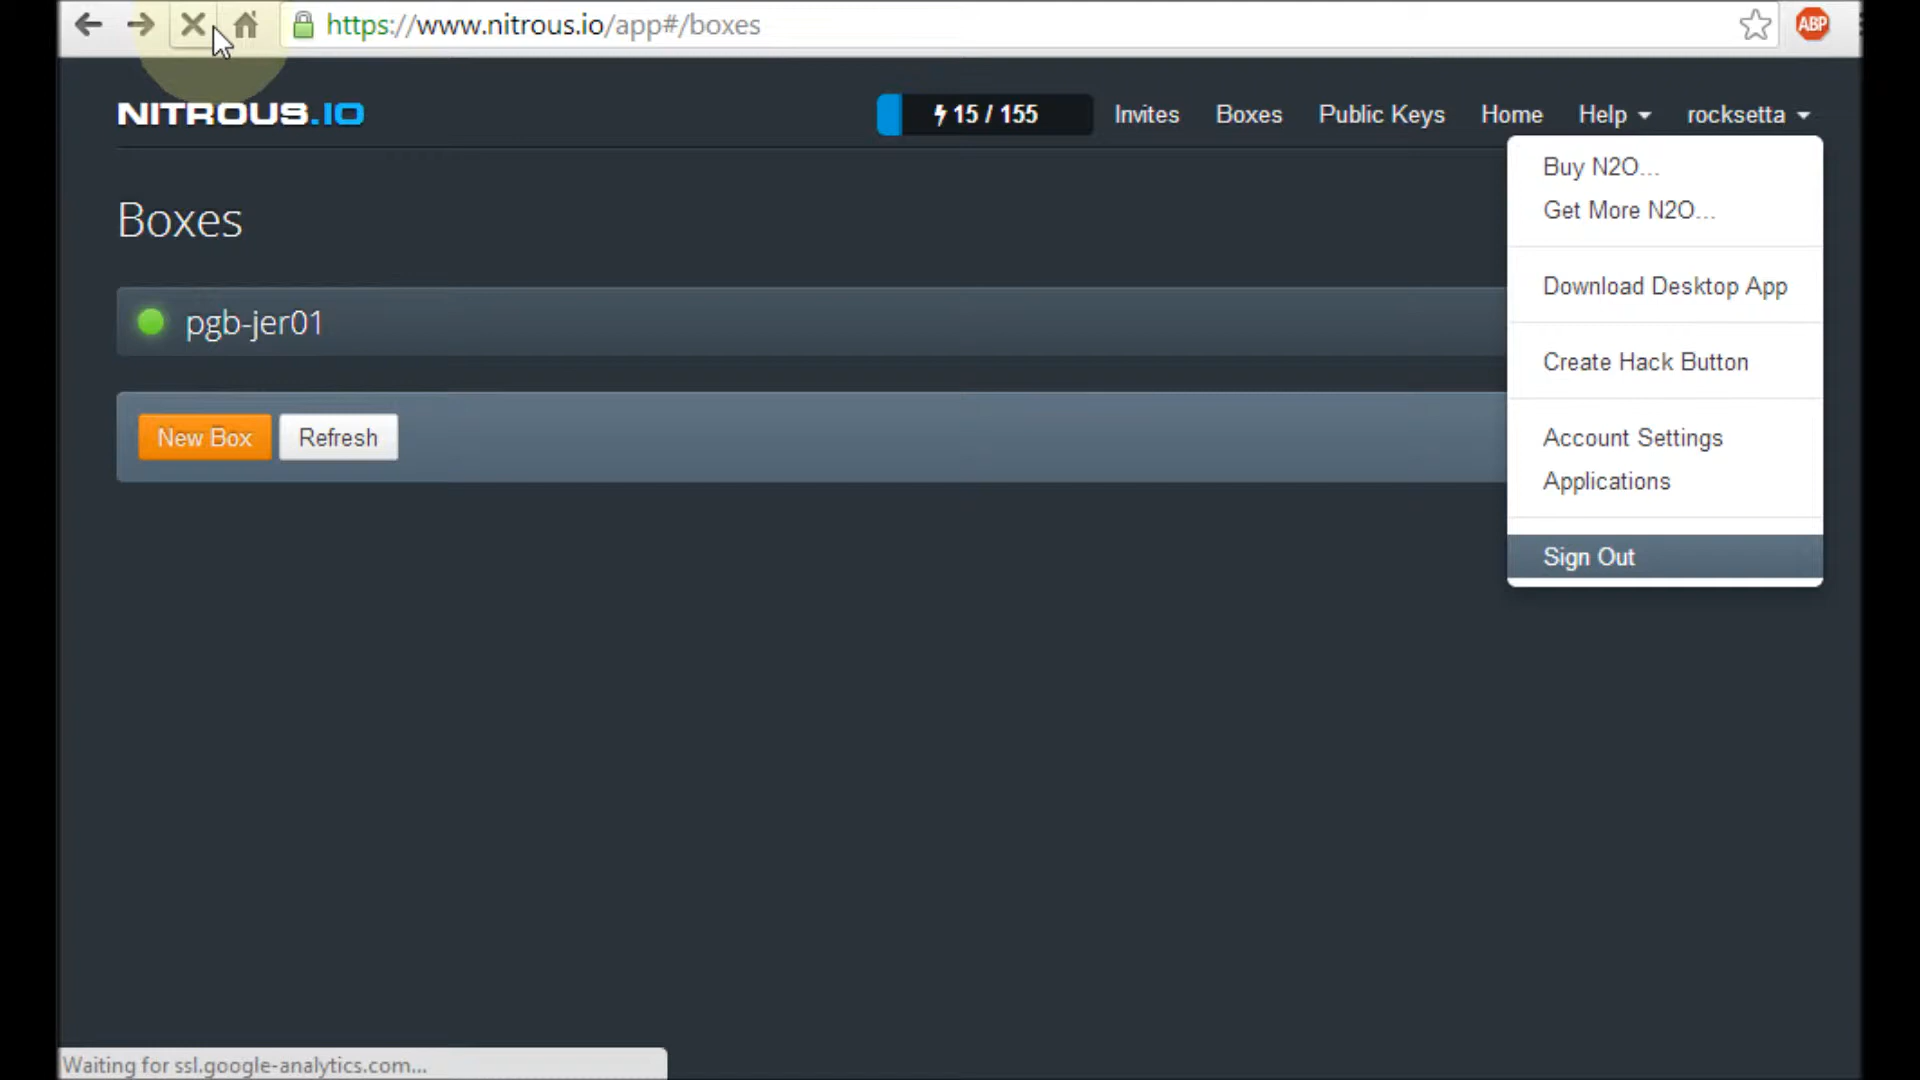 https://www.nitrous.io/app#/boxes
ABP
NITROUS.IO
15 / 155
Invites
Boxes
Public Keys
Home
Help
rocksetta
Buy N2O...
Get More N2O...
Download Desktop App
Create Hack Button
Account Settings
Applications
Sign Out
Boxes
pgb-jer01
New Box
Refresh
Waiting for ssl.google-analytics.com...